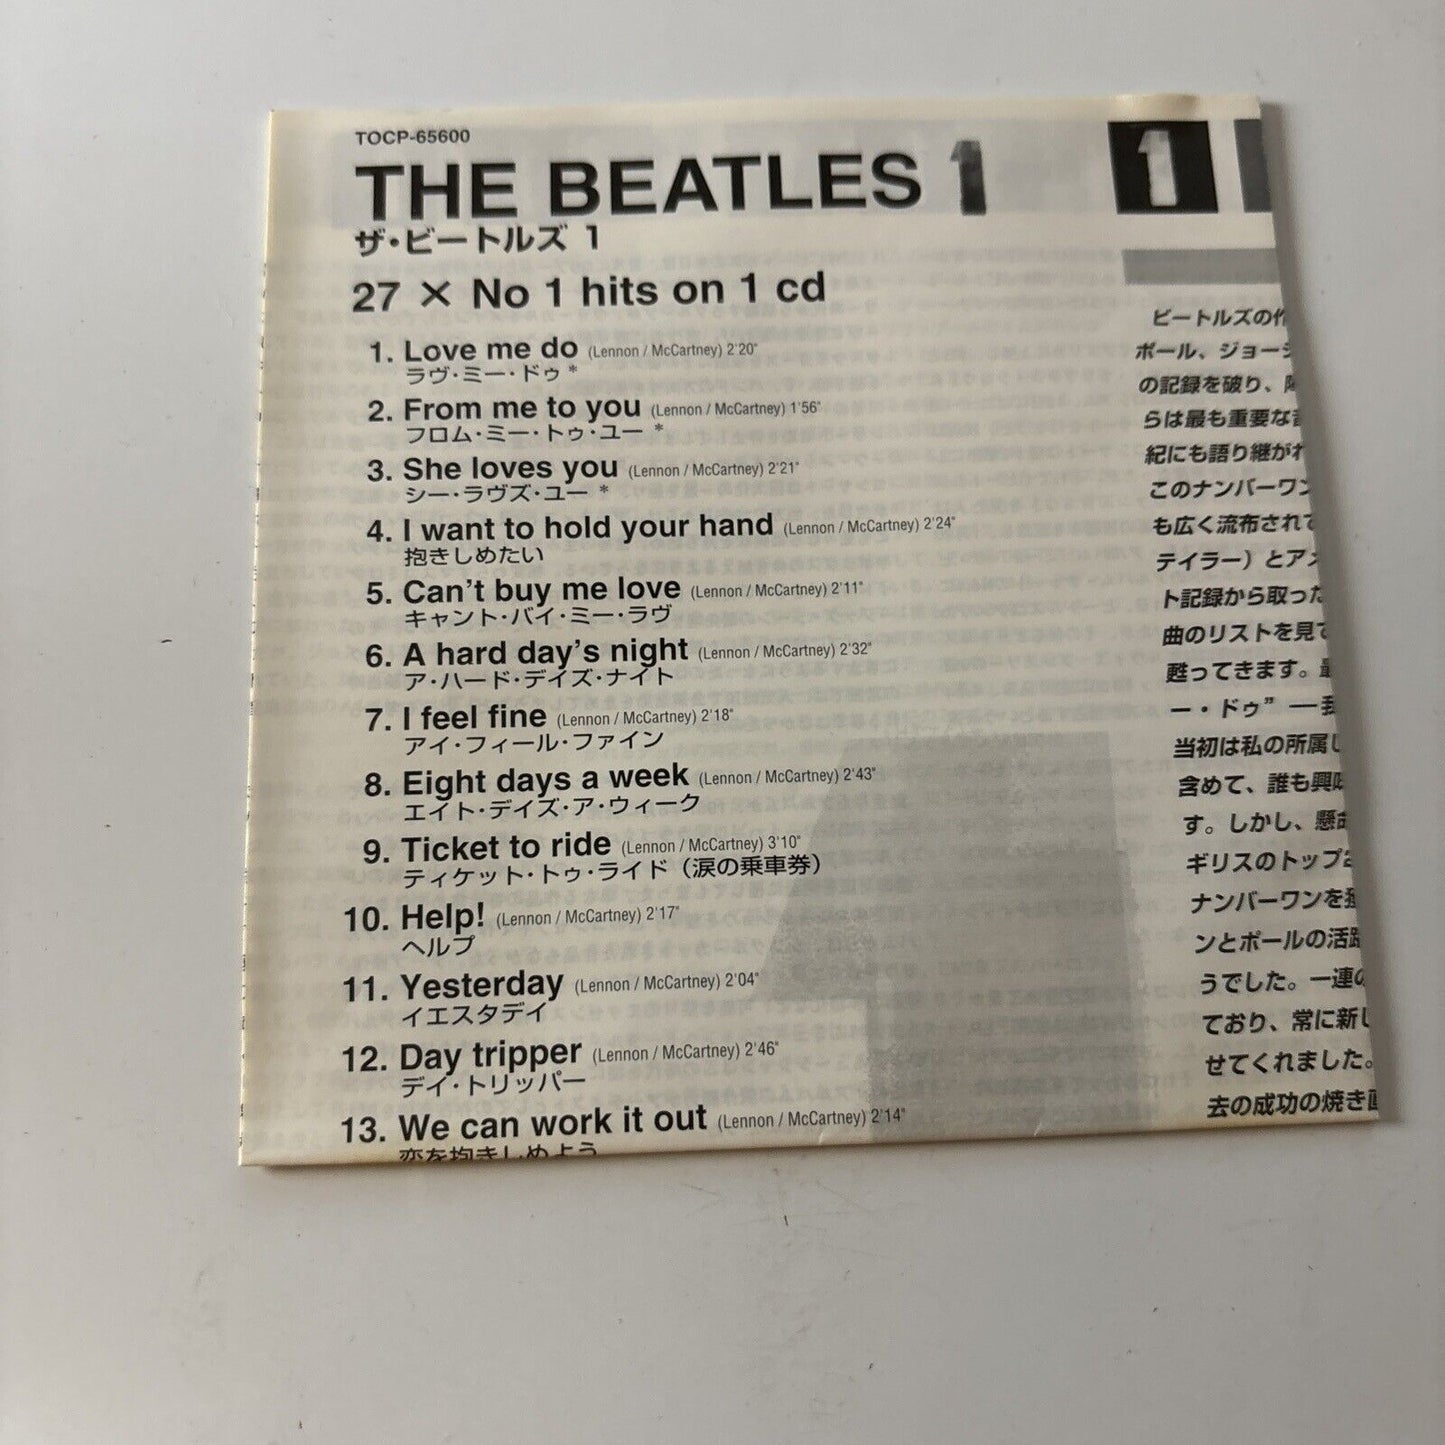 TOCP-65600
THE BEATLES 1
ザ・ビートルズ 1
27 × No 1 hits on 1 cd
1. Love me do (Lennon / McCartney) 2'20"
ラヴ・ミー・ドゥ *
2. From me to you (Lennon / McCartney) 1'56"
フロム・ミー・トゥ・ユー *
3. She loves you (Lennon / McCartney) 2'21"
シー・ラヴズ・ユー *
4. I want to hold your hand (Lennon / McCartney) 2'24"
抱きしめたい
5. Can't buy me love (Lennon / McCartney) 2'11"
キャント・バイ・ミー・ラヴ
6. A hard day's night (Lennon / McCartney) 2'32"
ア・ハード・デイズ・ナイト
7. I feel fine (Lennon / McCartney) 2'18"
アイ・フィール・ファイン
8. Eight days a week (Lennon / McCartney) 2'43"
エイト・デイズ・ア・ウィーク
9. Ticket to ride (Lennon / McCartney) 3'10"
ティケット・トゥ・ライド（涙の乗車券）
10. Help! (Lennon / McCartney) 2'17"
ヘルプ
11. Yesterday (Lennon / McCartney) 2'04"
イエスタデイ
12. Day tripper (Lennon / McCartney) 2'46"
デイ・トリッパー
13. We can work it out (Lennon / McCartney) 2'14"
恋を抱きしめよう
1
ビートルズの作
ポール、ジョー
の記録を破り、
らは最も重要な
紀にも語り継がれ
このナンバーワン
も広く流布されて
テイラー）とアメ
ト記録から取った
曲のリストを見て
甦ってきます。
ー・ドゥ”
当初は私の所属し
含めて、誰も興味
す。しかし、懸
ギリスのトップ
ナンバーワンを
ンとポールの活躍
うでした。一連の
ており、常に新し
せてくれました。
去の成功の焼き直